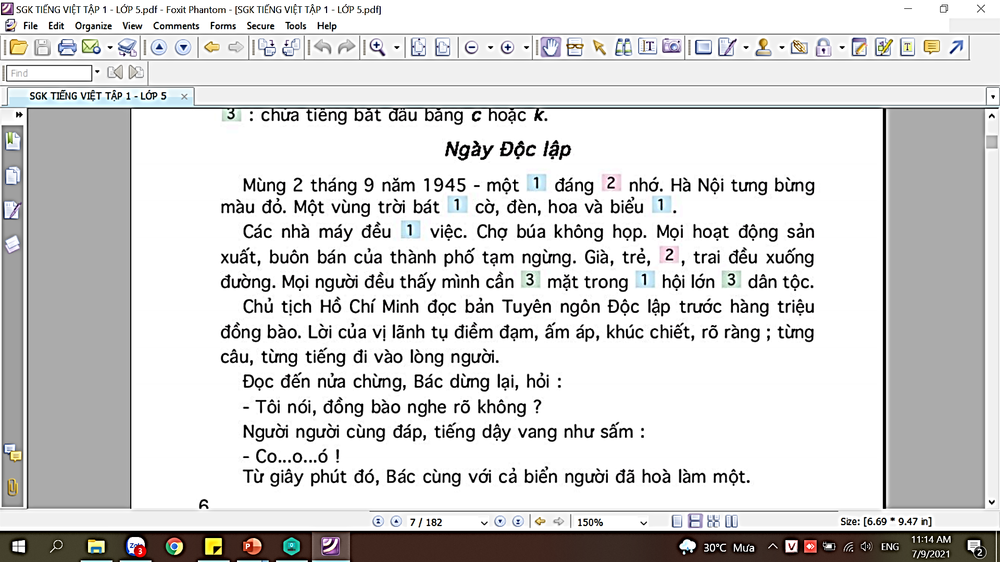 SGK TIẾNG VIỆT TẬP 1 - LỚP 5.pdf - Foxit Phantom - [SGK TIẾNG VIỆT TẬP 1 - LỚP 5.pdf]
File Edit Organize View Comments Forms Secure Tools Help
Find
SGK TIẾNG VIỆT TẬP 1 - LỚP 5
3 : chứa tiếng bắt đầu bằng c hoặc k.
Ngày Độc lập
Mùng 2 tháng 9 năm 1945 - một 1 đáng 2 nhớ. Hà Nội tưng bừng
màu đỏ. Một vùng trời bát 1 cờ, đèn, hoa và biểu 1.
Các nhà máy đều 1 việc. Chợ búa không họp. Mọi hoạt động sản
xuất, buôn bán của thành phố tạm ngừng. Già, trẻ, 2, trai đều xuống
đường. Mọi người đều thấy mình cần 3 mặt trong 1 hội lớn 3 dân tộc.
Chủ tịch Hồ Chí Minh đọc bản Tuyên ngôn Độc lập trước hàng triệu
đồng bào. Lời của vị lãnh tụ điềm đạm, ấm áp, khúc chiết, rõ ràng ; từng
câu, từng tiếng đi vào lòng người.
Đọc đến nửa chừng, Bác dừng lại, hỏi :
- Tôi nói, đồng bào nghe rõ không ?
Người người cùng đáp, tiếng dậy vang như sấm :
- Co...o...ó !
Từ giây phút đó, Bác cùng với cả biển người đã hoà làm một.
6
7 / 182 150% Size: [6.69 * 9.47 in]
Zalo 3 30°C Mưa V ENG 11:14 AM 2
7/9/2021